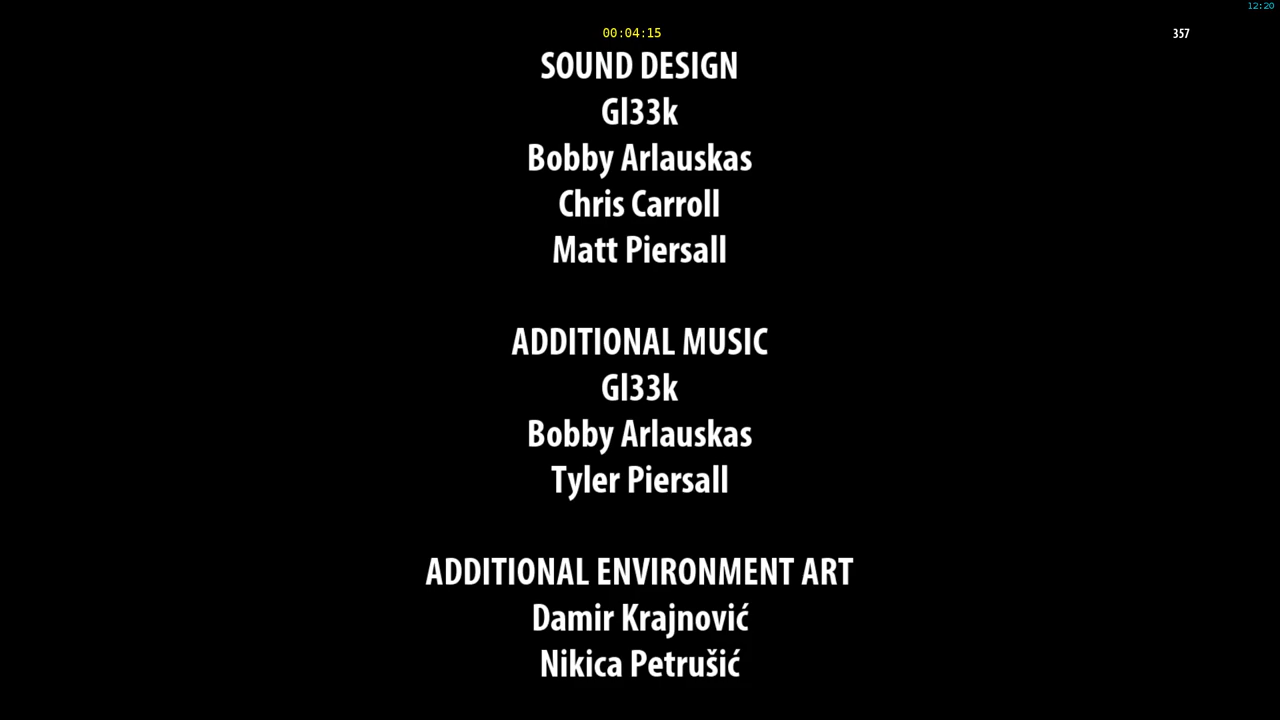 12:20
00:04:15
357
SOUND DESIGN
Gl33k
Bobby Arlauskas
Chris Carroll
Matt Piersall
ADDITIONAL MUSIC
Gl33k
Bobby Arlauskas
Tyler Piersall
ADDITIONAL ENVIRONMENT ART
Damir Krajnović
Nikica Petrušić